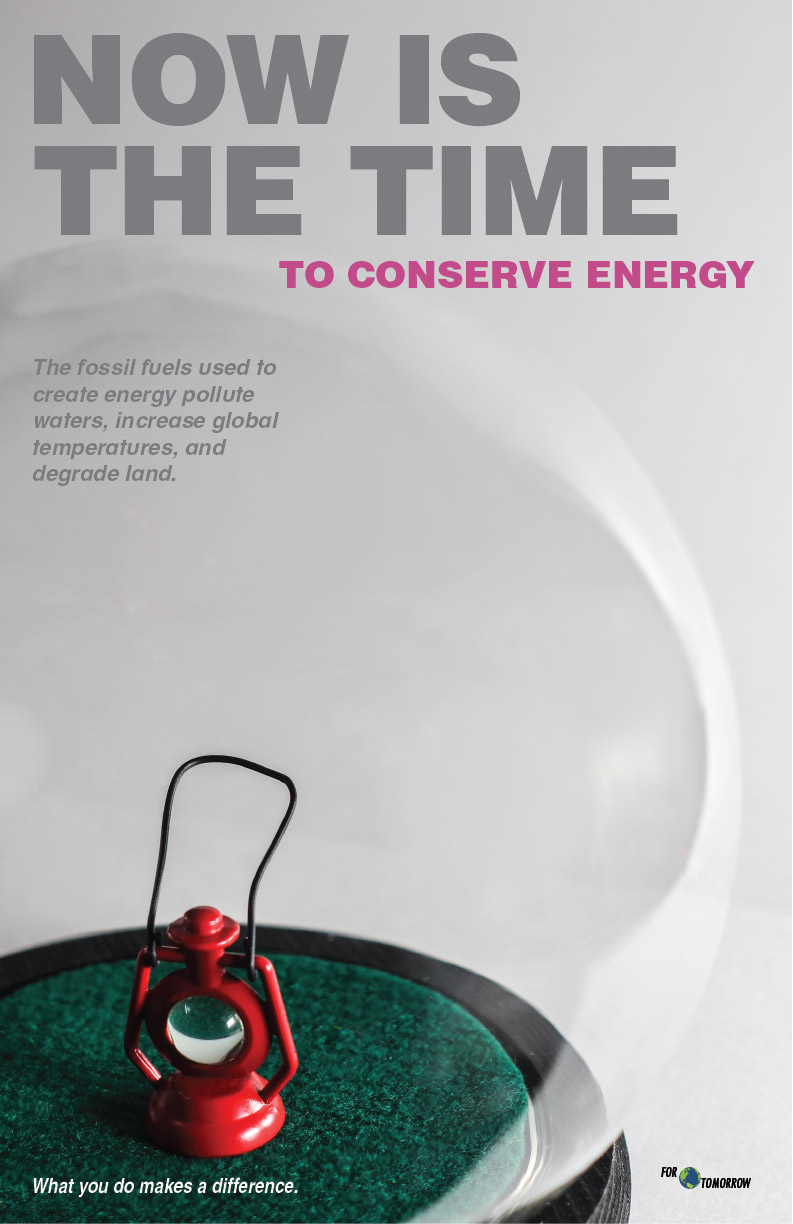 NOW IS
THE TIME
TO CONSERVE ENERGY
The fossil fuels used to
create energy pollute
waters, increase global
temperatures, and
degrade land.
What you do makes a difference.
FOR TOMORROW